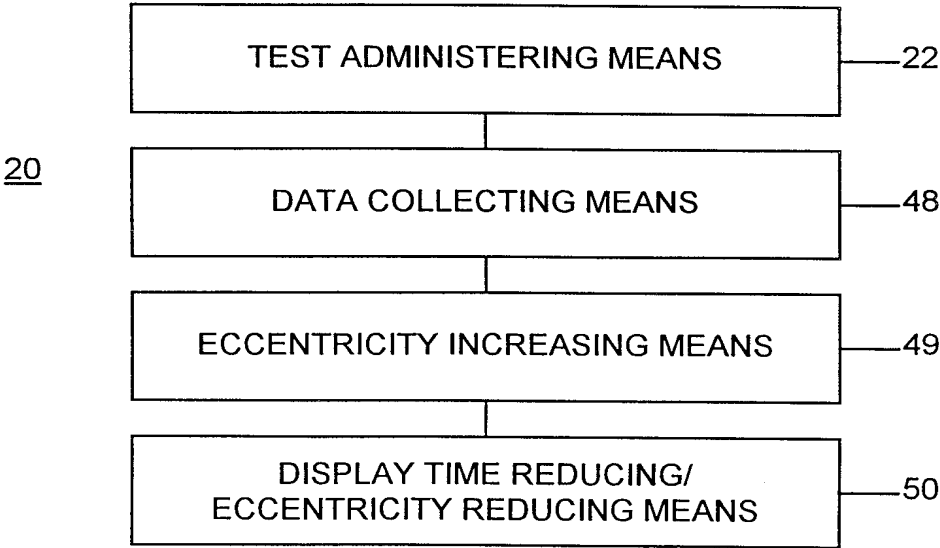 TEST ADMINISTERING MEANS
22
20
DATA COLLECTING MEANS
48
ECCENTRICITY INCREASING MEANS
49
DISPLAY TIME REDUCING/
ECCENTRICITY REDUCING MEANS
50